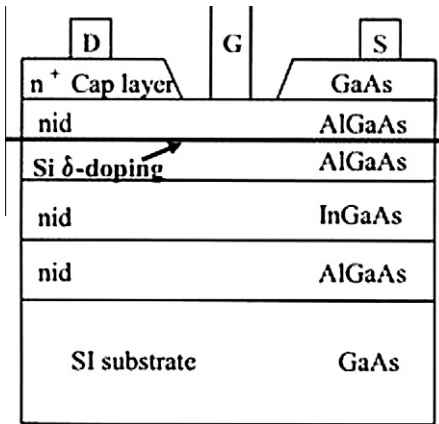 D G S
n⁺ Cap layer GaAs
nid AlGaAs
Si δ-doping AlGaAs
nid InGaAs
nid AlGaAs
SI substrate GaAs